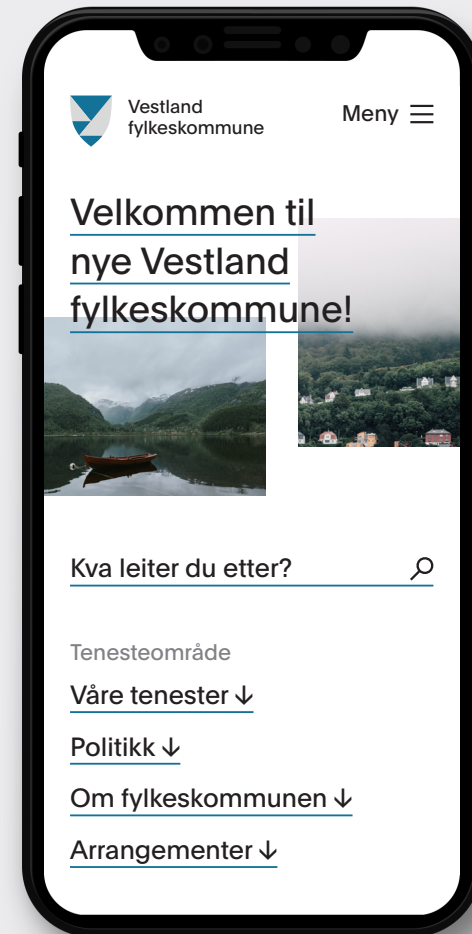 Vestland
fylkeskommune
Meny
Velkommen til
nye Vestland
fylkeskommune!
Kva leiter du etter?
Tenesteområde
Våre tenester ↓
Politikk ↓
Om fylkeskommunen ↓
Arrangementer ↓